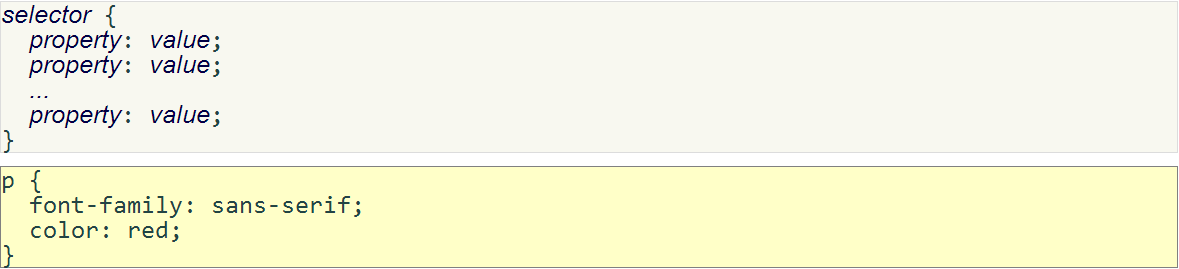 selector {
  property: value;
  property: value;
  ...
  property: value;
}
p {
  font-family: sans-serif;
  color: red;
}